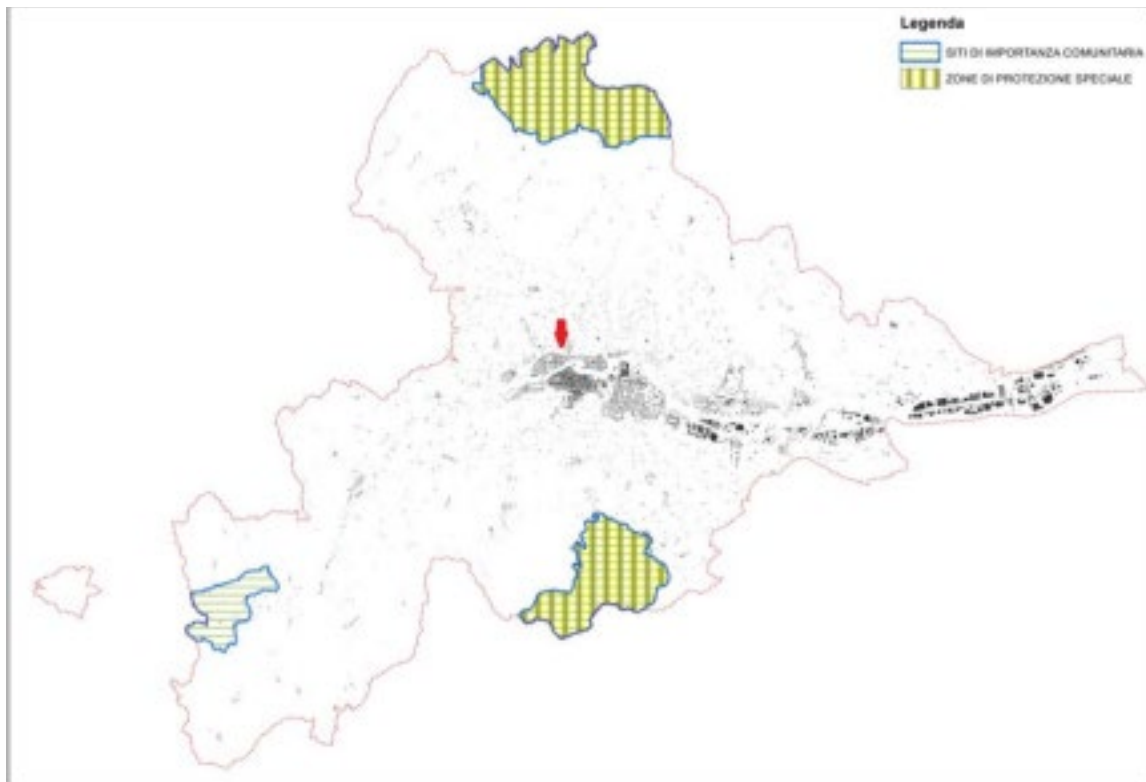 Legenda
SITI DI IMPORTANZA COMUNITARIA
ZONE DI PROTEZIONE SPECIALE